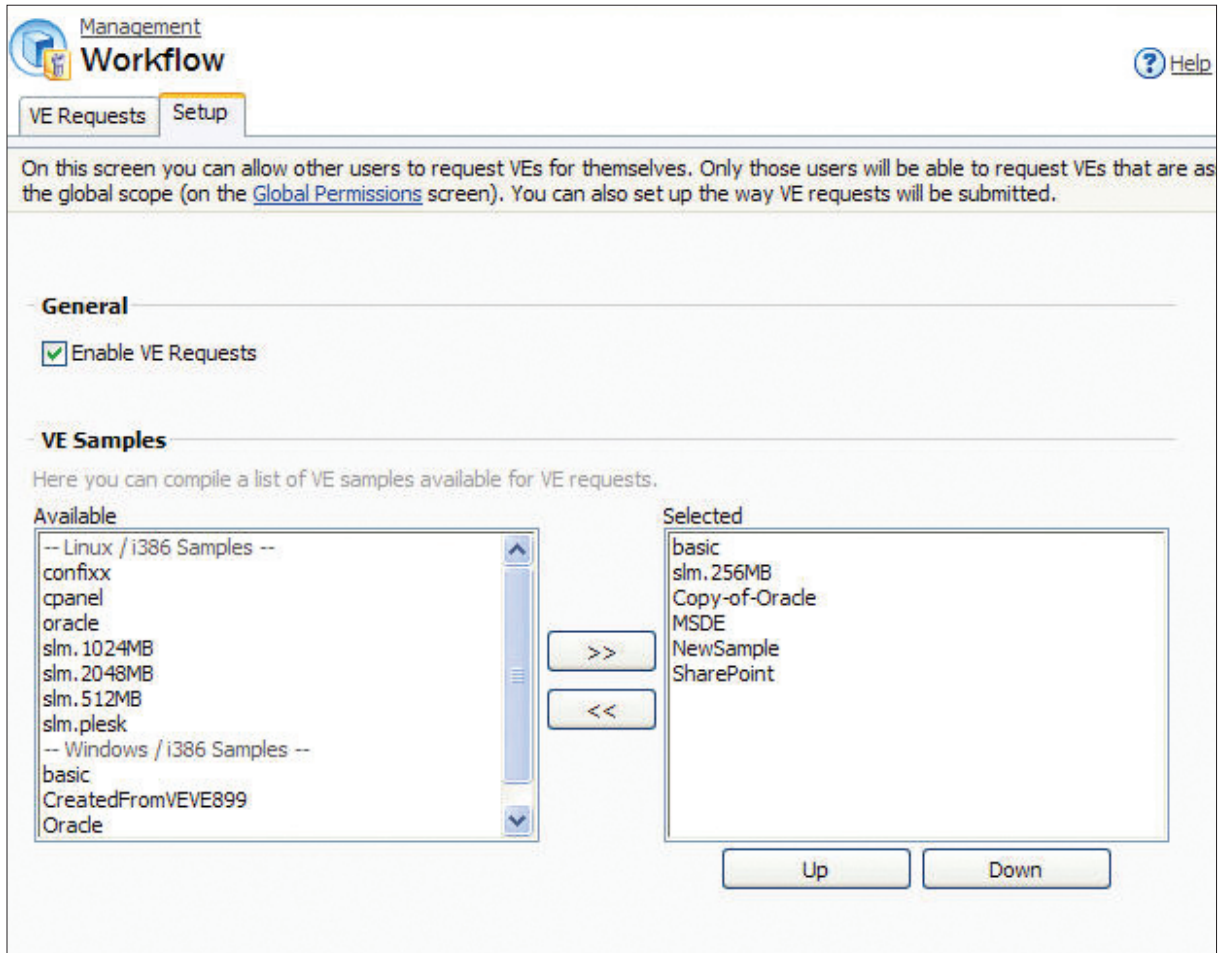 Management
Workflow
Help
VE Requests
Setup
On this screen you can allow other users to request VEs for themselves. Only those users will be able to request VEs that are as
the global scope (on the Global Permissions screen). You can also set up the way VE requests will be submitted.
General
Enable VE Requests
VE Samples
Here you can compile a list of VE samples available for VE requests.
Available
-- Linux / i386 Samples --
confixx
cpanel
oracle
slm.1024MB
slm.2048MB
slm.512MB
slm.plesk
-- Windows / i386 Samples --
basic
CreatedFromVEVE899
Oracle
>>
<<
Selected
basic
slm.256MB
Copy-of-Oracle
MSDE
NewSample
SharePoint
Up
Down